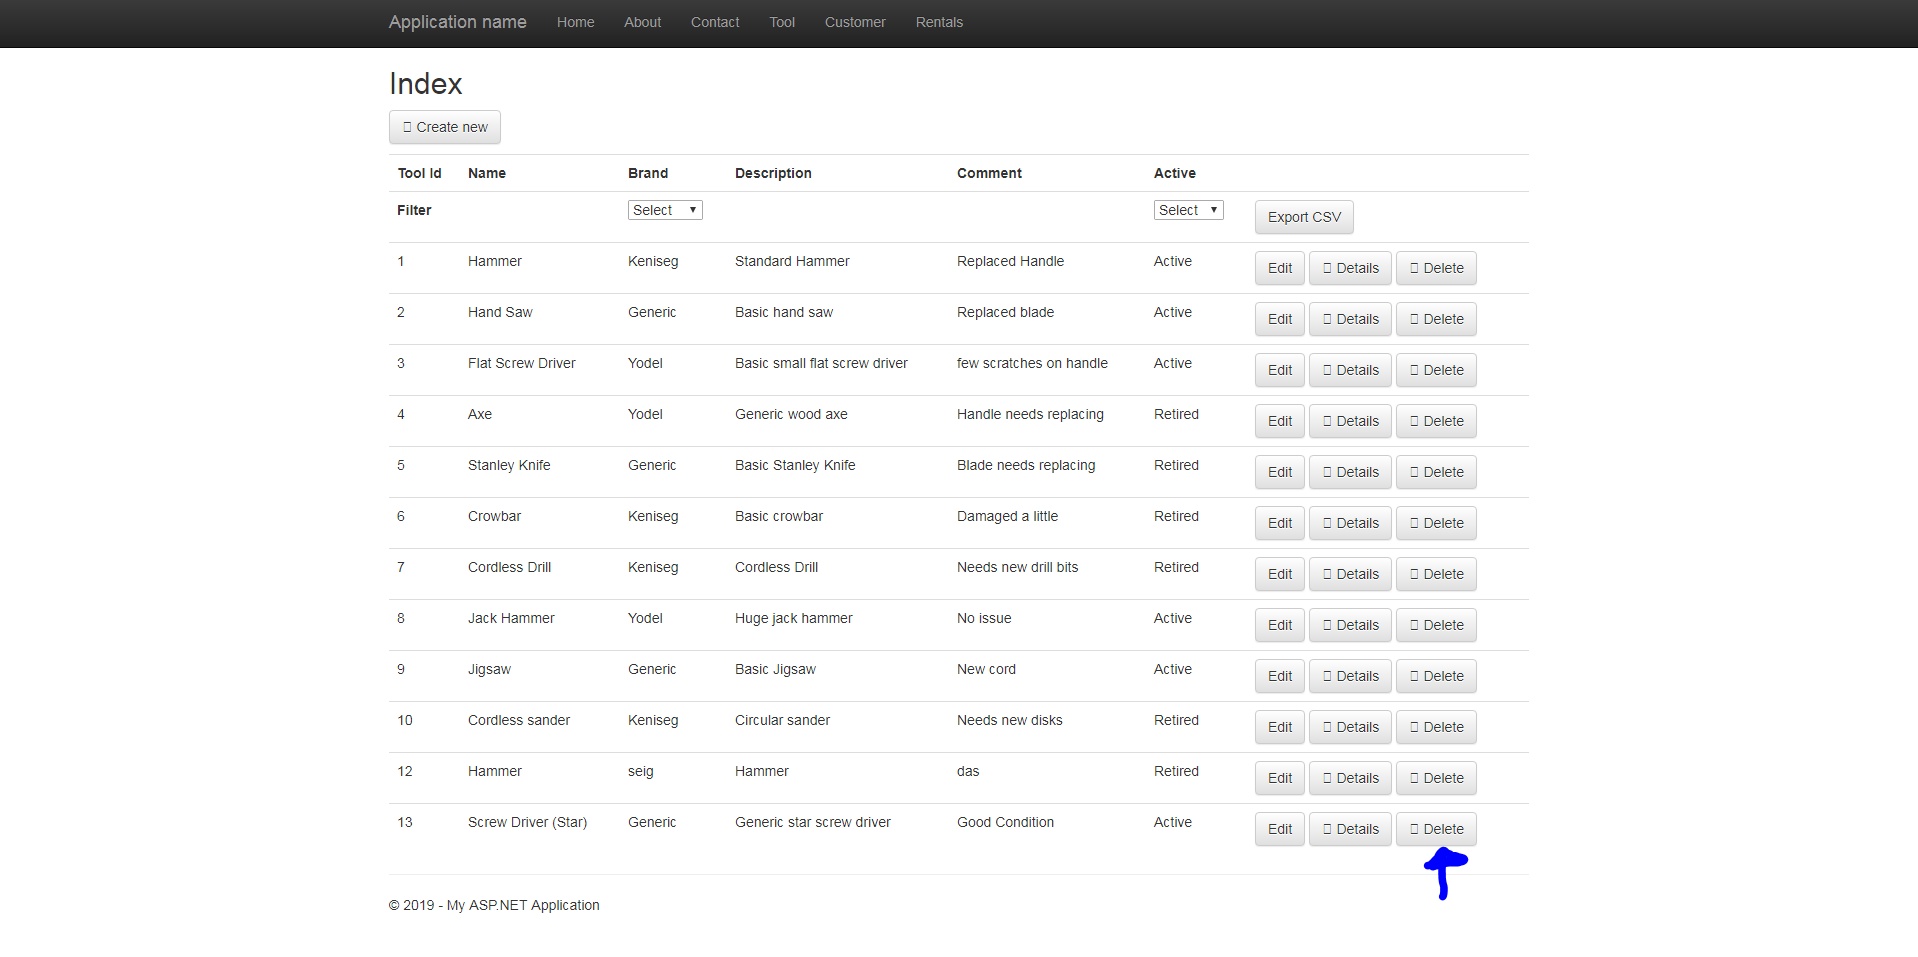 Application name Home About Contact Tool Customer Rentals
Index
Create new
Tool Id Name Brand Description Comment Active
Filter Select Select Export CSV
1 Hammer Keniseg Standard Hammer Replaced Handle Active Edit Details Delete
2 Hand Saw Generic Basic hand saw Replaced blade Active Edit Details Delete
3 Flat Screw Driver Yodel Basic small flat screw driver few scratches on handle Active Edit Details Delete
4 Axe Yodel Generic wood axe Handle needs replacing Retired Edit Details Delete
5 Stanley Knife Generic Basic Stanley Knife Blade needs replacing Retired Edit Details Delete
6 Crowbar Keniseg Basic crowbar Damaged a little Retired Edit Details Delete
7 Cordless Drill Keniseg Cordless Drill Needs new drill bits Retired Edit Details Delete
8 Jack Hammer Yodel Huge jack hammer No issue Active Edit Details Delete
9 Jigsaw Generic Basic Jigsaw New cord Active Edit Details Delete
10 Cordless sander Keniseg Circular sander Needs new disks Retired Edit Details Delete
12 Hammer seig Hammer das Retired Edit Details Delete
13 Screw Driver (Star) Generic Generic star screw driver Good Condition Active Edit Details Delete
© 2019 - My ASP.NET Application